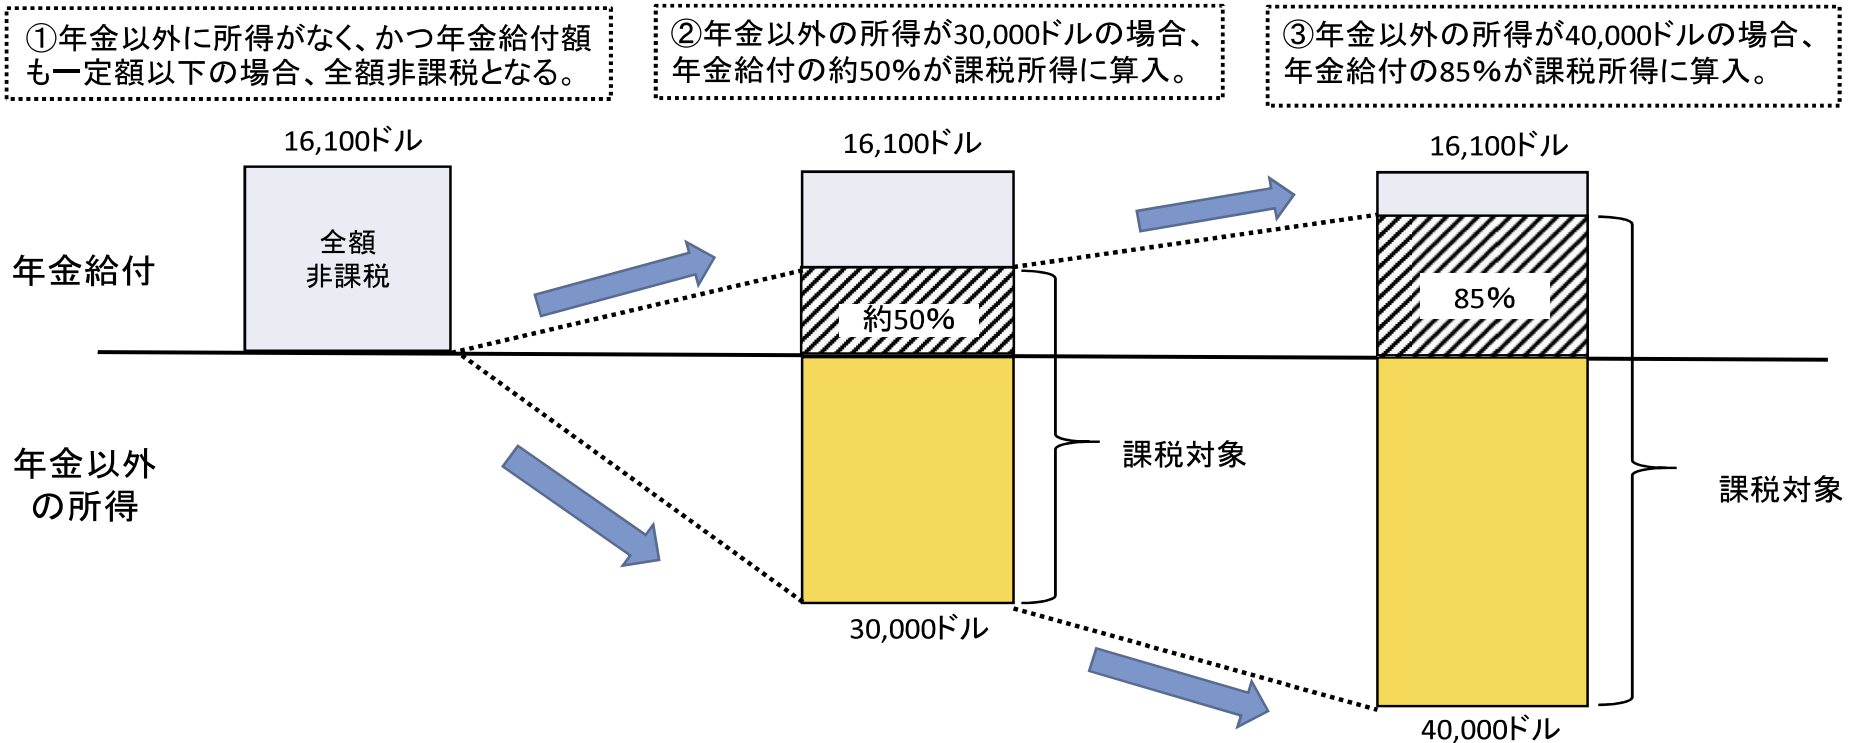 ①年金以外に所得がなく、かつ年金給付額
も一定額以下の場合、全額非課税となる。
②年金以外の所得が30,000ドルの場合、
年金給付の約50%が課税所得に算入。
③年金以外の所得が40,000ドルの場合、
年金給付の85%が課税所得に算入。
16,100ドル
16,100ドル
16,100ドル
年金給付
全額
非課税
約50%
85%
年金以外
の所得
課税対象
課税対象
30,000ドル
40,000ドル